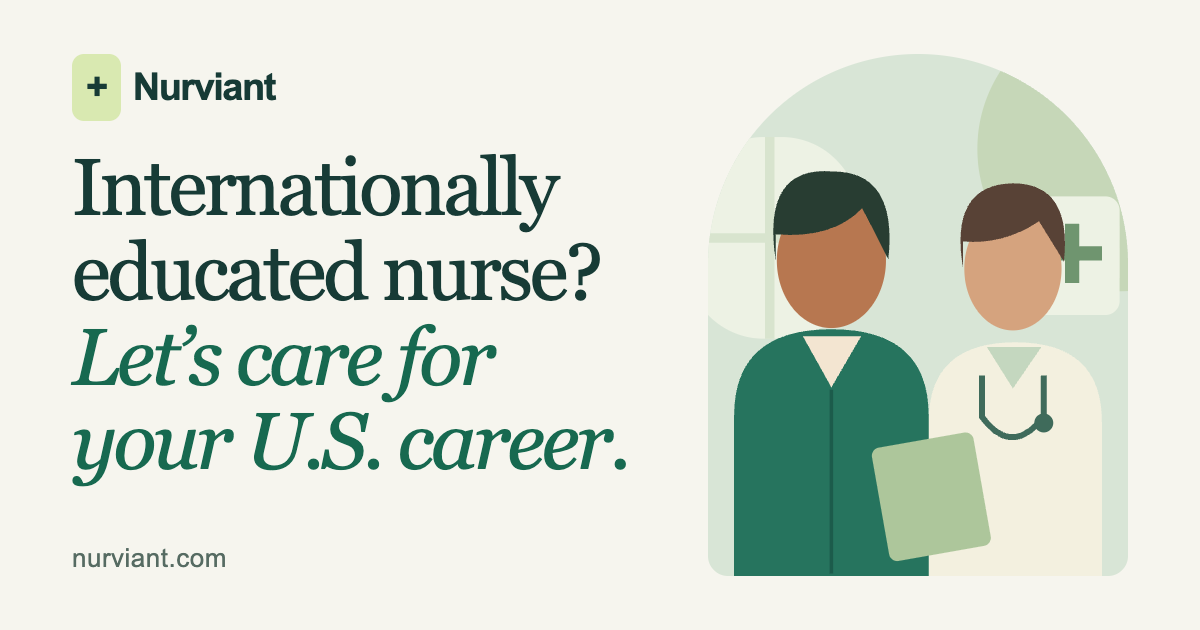 + Nurviant
Internationally
educated nurse?
Let’s care for
your U.S. career.
nurviant.com